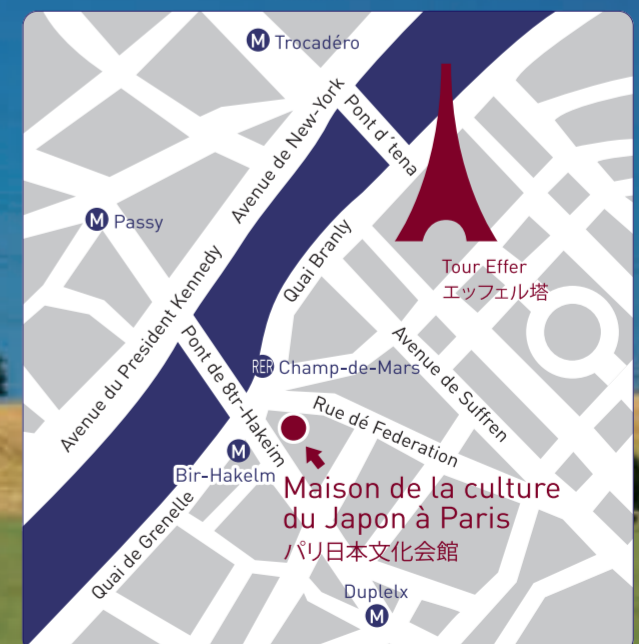 M Trocadéro
Avenue de New-York
Pont d´tena
M Passy
Quai Branly
Tour Effer
エッフェル塔
Avenue du President Kennedy
Pont de 8tr-Hakeim
RER Champ-de-Mars
Avenue de Suffren
Rue dé Federation
M
Bir-Hakelm
Maison de la culture
du Japon à Paris
パリ日本文化会館
Quai de Grenelle
Duplelx
M